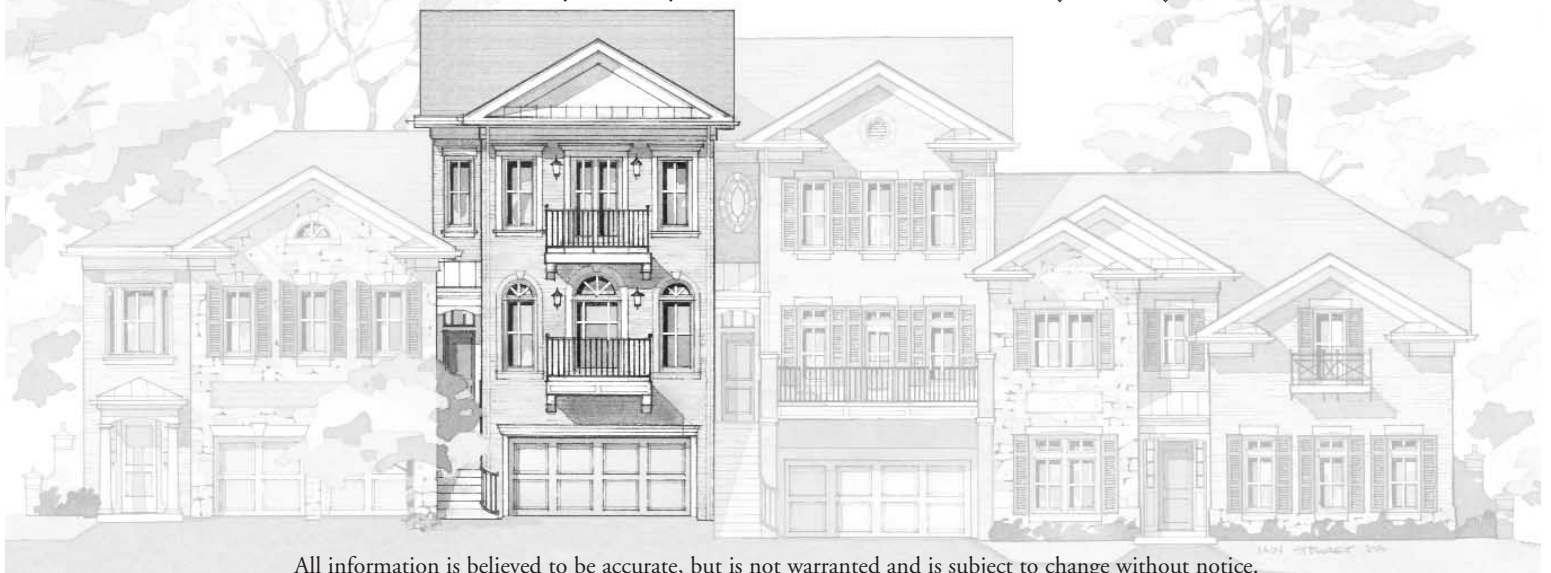 All information is believed to be accurate, but is not warranted and is subject to change without notice.